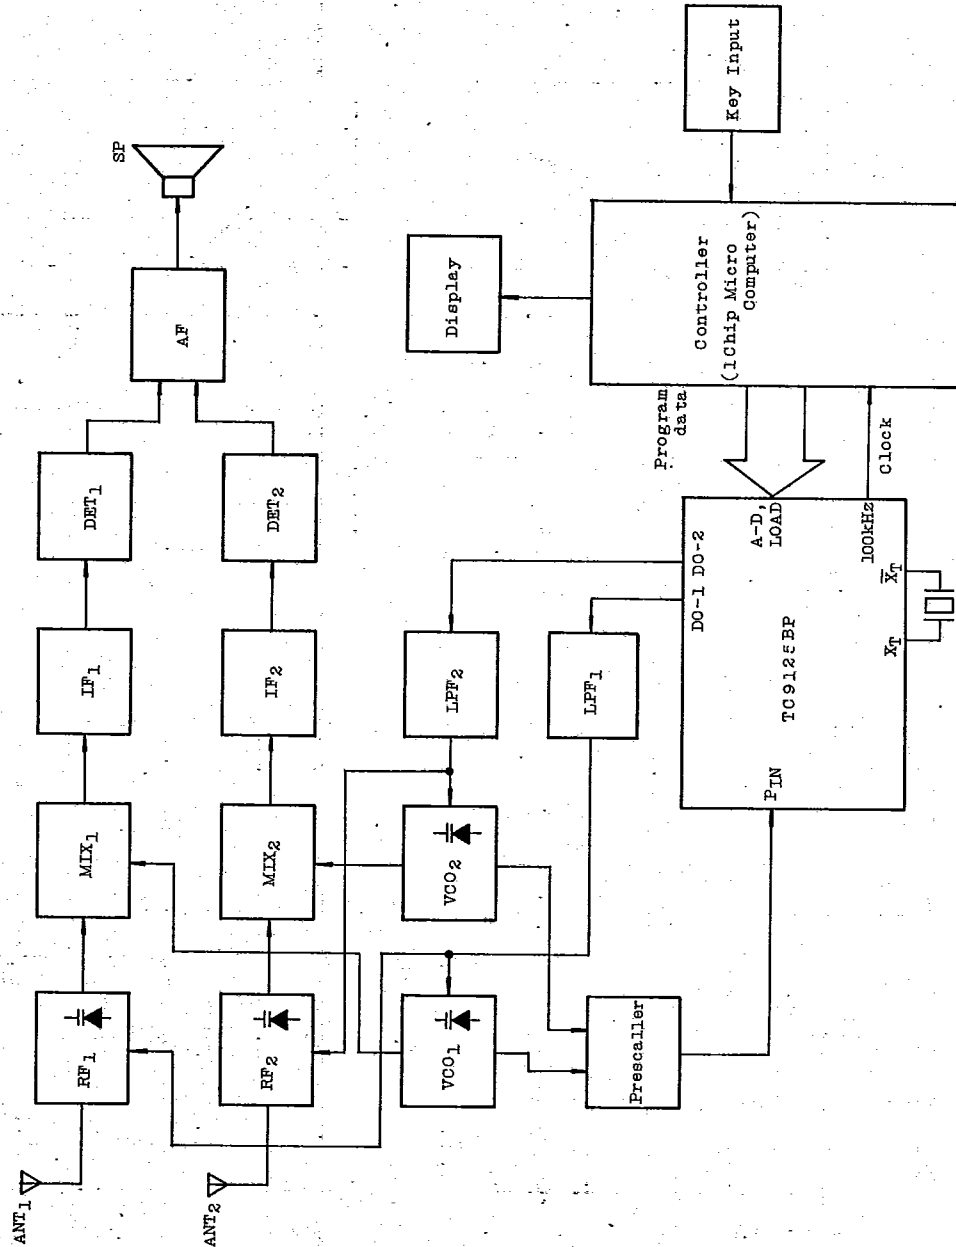 ANT1
RF1
MIX1
IF1
DET1
AF
SP
ANT2
RF2
MIX2
IF2
DET2
VCO1
VCO2
LPF2
LPF1
Display
Prescaller
PIN
TC9125BP
DO-1 DO-2
A-D,
LOAD
100kHz
XT
X̅T
Program
data
Clock
Controller
(1Chip Micro
Computer)
Key Input